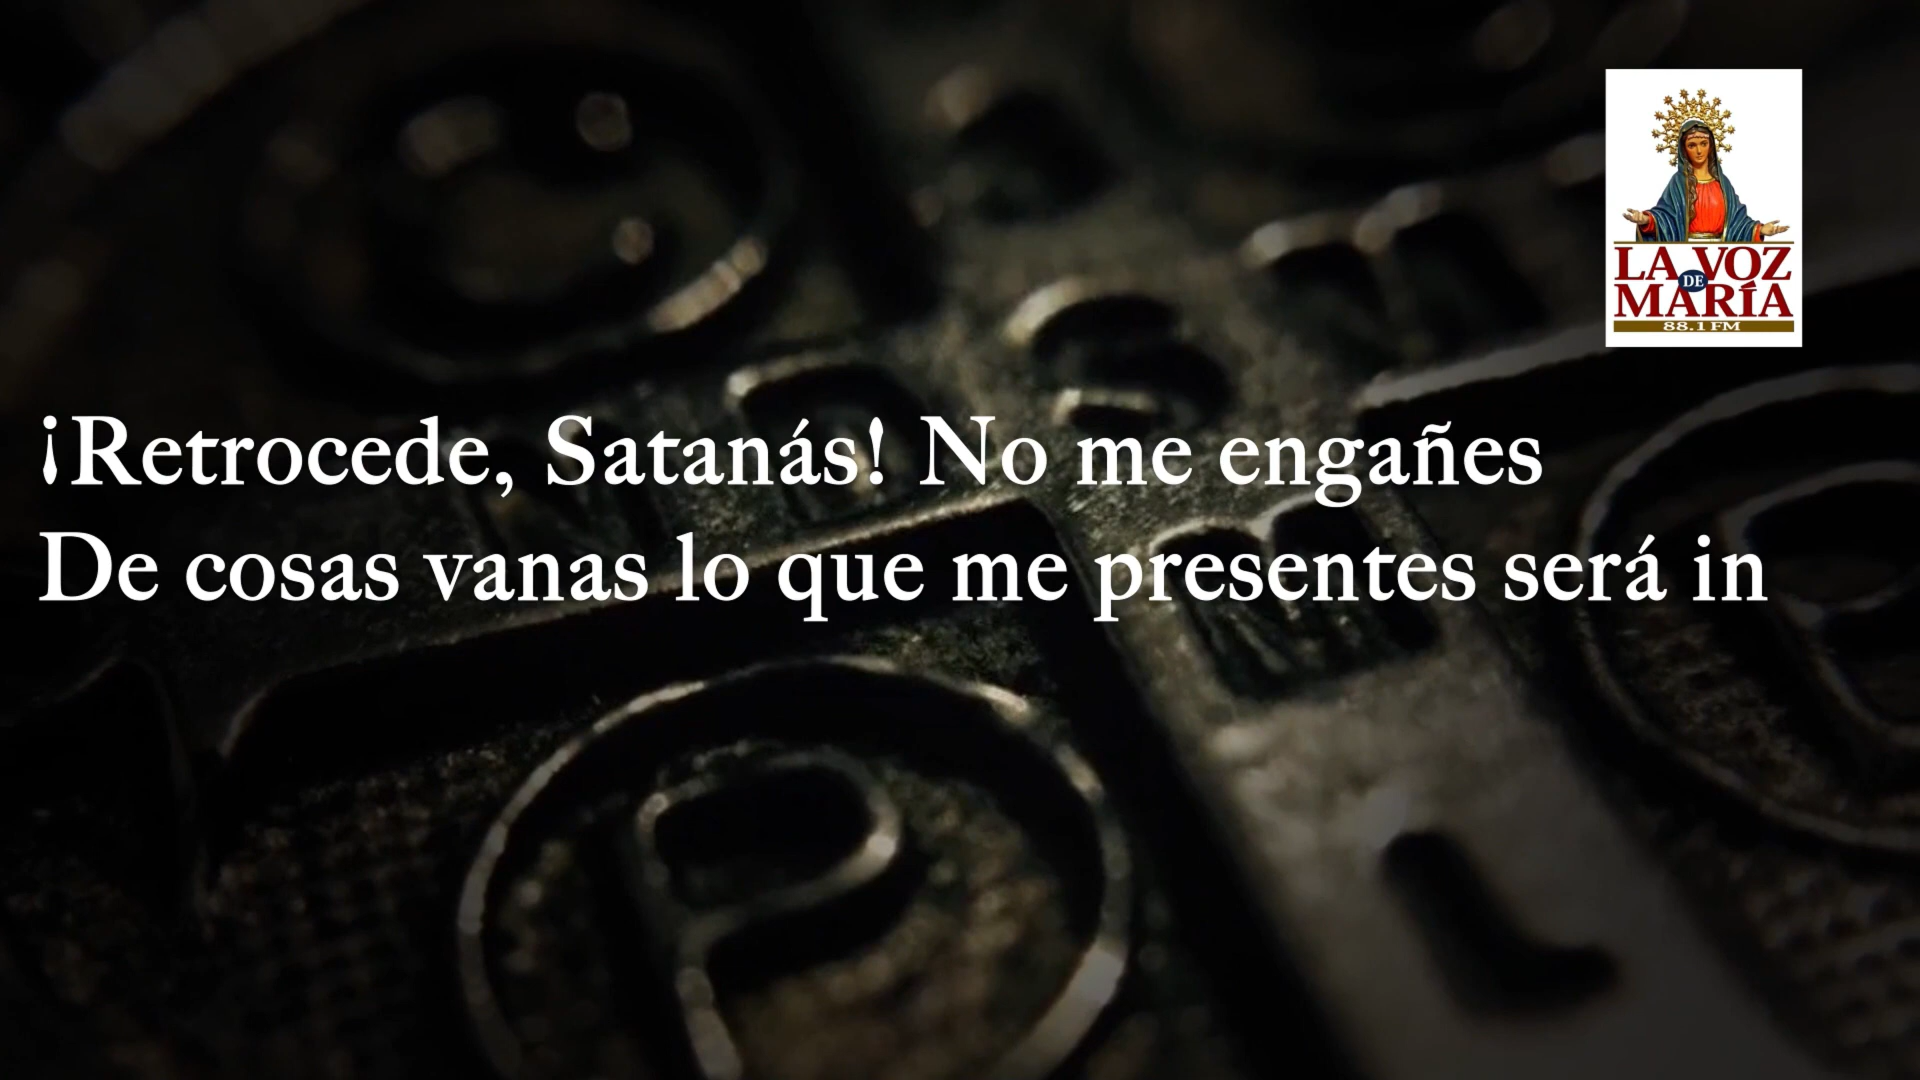 LA VOZ
DE
MARÍA
88.1 FM
¡Retrocede, Satanás! No me engañes
De cosas vanas lo que me presentes será in